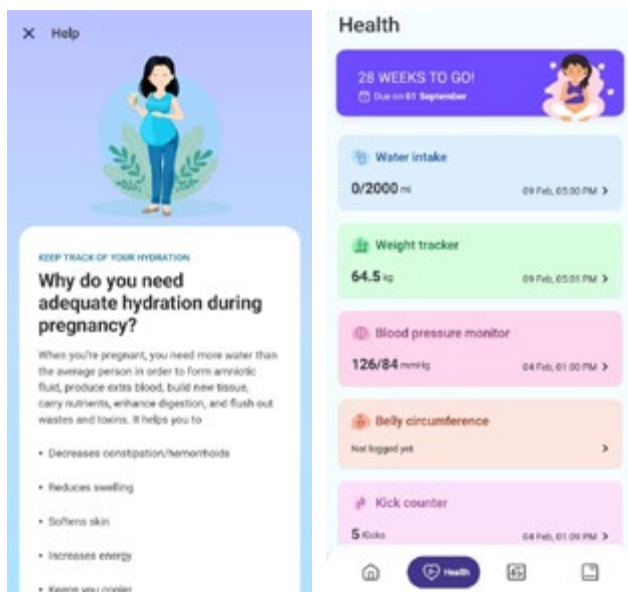 Help
KEEP TRACK OF YOUR HYDRATION
Why do you need
adequate hydration during
pregnancy?
When you're pregnant, you need more water than
the average person in order to form amniotic
fluid, produce extra blood, build new tissue,
carry nutrients, enhance digestion, and flush out
wastes and toxins. It helps you to
• Decreases constipation/hemorrhoids
• Reduces swelling
• Softens skin
• Increases energy
• Keeps you cooler
Health
28 WEEKS TO GO!
Due on 01 September
Water intake
0/2000 ml
09 Feb, 05:00 PM
Weight tracker
64.5 kg
09 Feb, 05:01 PM
Blood pressure monitor
126/84 mmHg
04 Feb, 01:00 PM
Belly circumference
Not logged yet
Kick counter
5 Kicks
04 Feb, 01:09 PM
Health